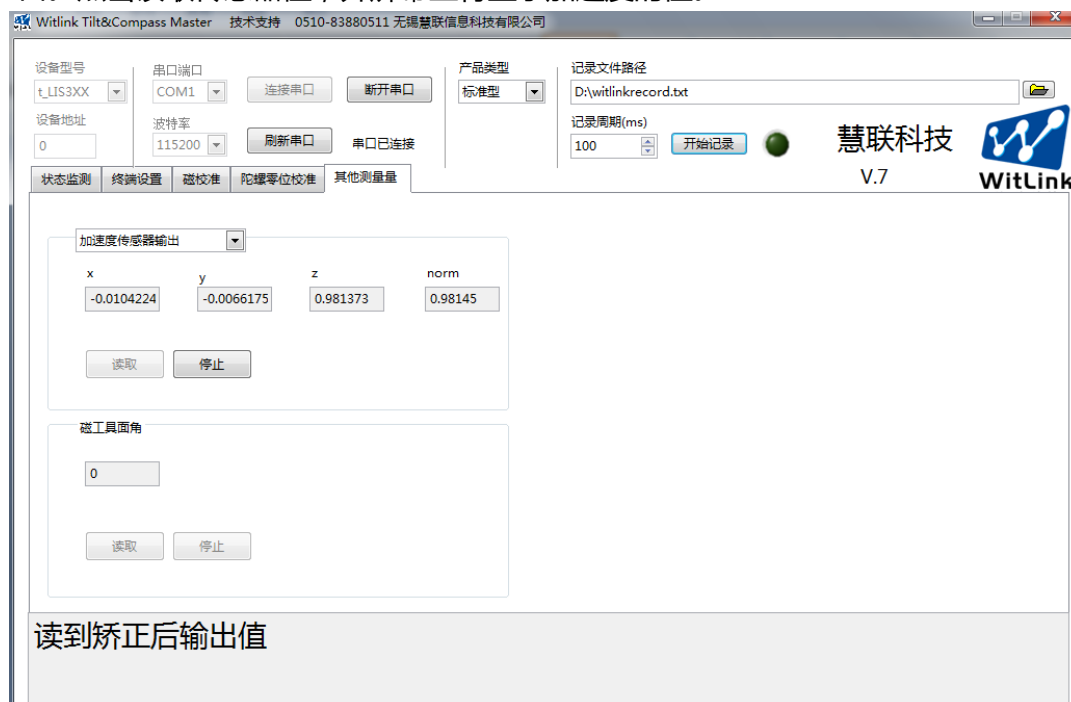 Witlink Tilt&Compass Master 技术支持 0510-83880511 无锡慧联信息科技有限公司
设备型号 串口端口 产品类型 记录文件路径
t_LIS3XX COM1 连接串口 断开串口 标准型 D:\witlinkrecord.txt
设备地址 波特率 记录周期(ms)
0 115200 刷新串口 串口已连接 100 开始记录 慧联科技
状态监测 终端设置 磁校准 陀螺零位校准 其他测量量 V.7 WitLink
加速度传感器输出
x y z norm
-0.0104224 -0.0066175 0.981373 0.98145
读取 停止
磁工具面角
0
读取 停止
读到矫正后输出值